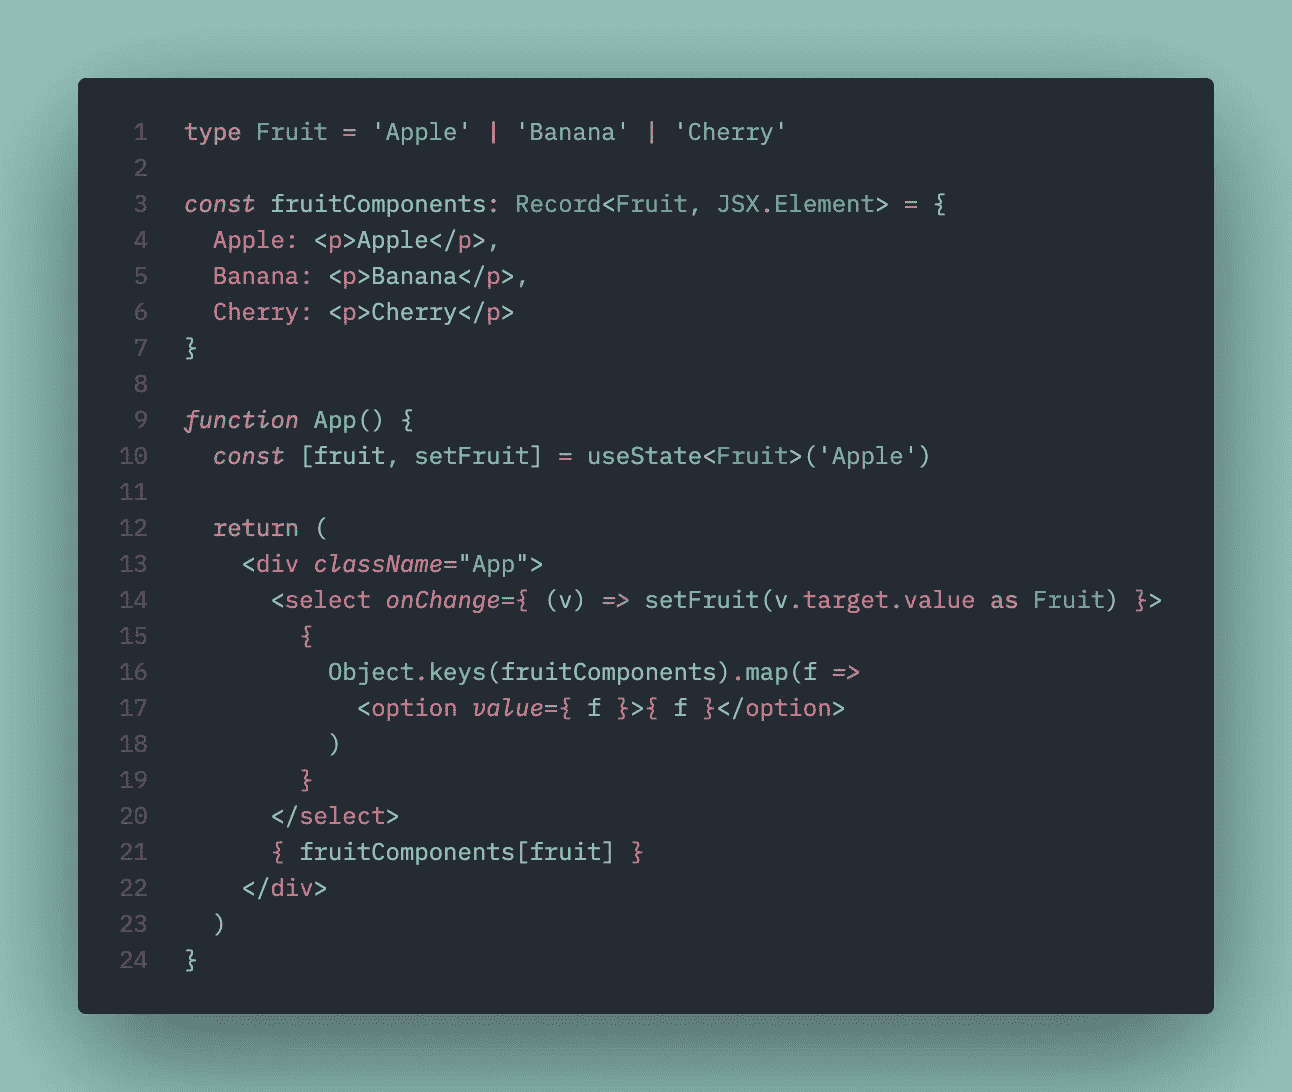 1 type Fruit = 'Apple' | 'Banana' | 'Cherry'
2
3 const fruitComponents: Record<Fruit, JSX.Element> = {
4   Apple: <p>Apple</p>,
5   Banana: <p>Banana</p>,
6   Cherry: <p>Cherry</p>
7 }
8
9 function App() {
10   const [fruit, setFruit] = useState<Fruit>('Apple')
11
12   return (
13     <div className="App">
14       <select onChange={ (v) => setFruit(v.target.value as Fruit) }>
15         {
16           Object.keys(fruitComponents).map(f =>
17             <option value={ f }>{ f }</option>
18           )
19         }
20       </select>
21       { fruitComponents[fruit] }
22     </div>
23   )
24 }